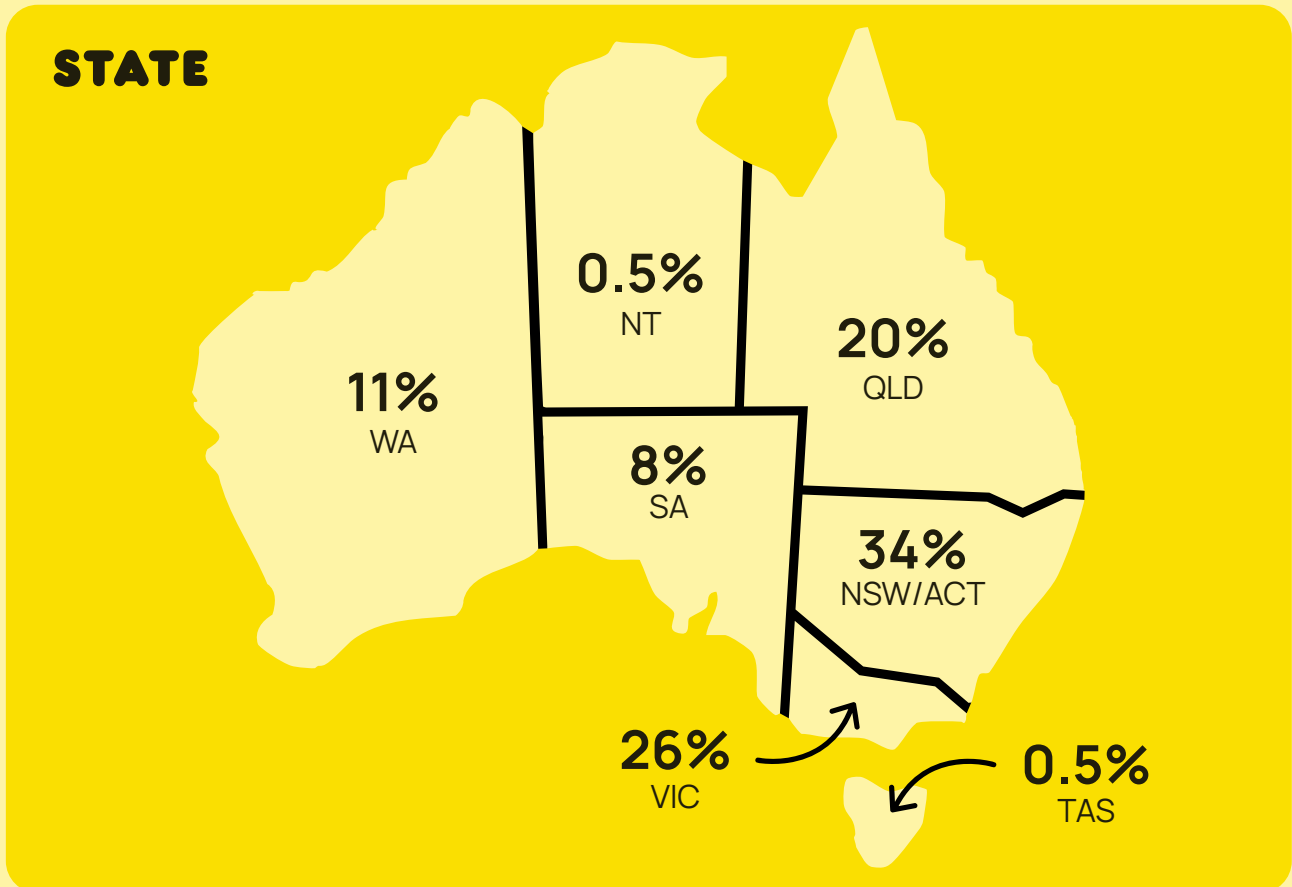 STATE
0.5%
NT
20%
QLD
11%
WA
8%
SA
34%
NSW/ACT
26%
VIC
0.5%
TAS